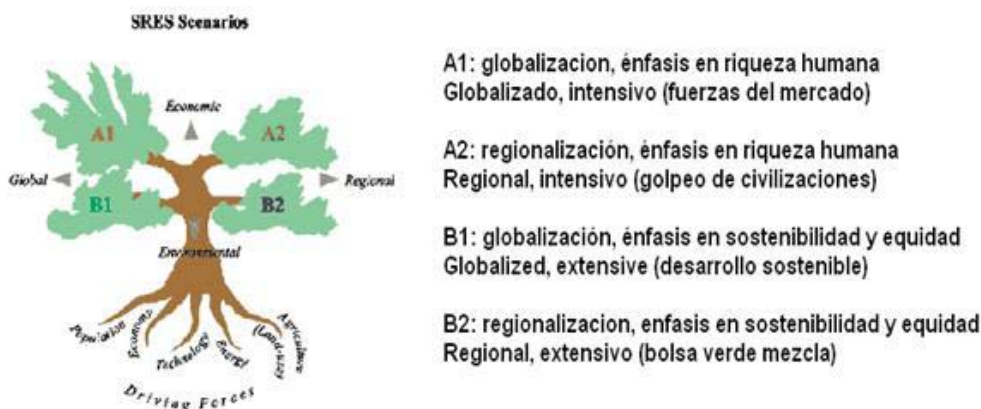 SRES Scenarios
Economic
A1
A2
Global
Regional
B1
B2
Environmental
Population
Economy
Technology
Energy
Agriculture
(Land-use)
Driving Forces
A1: globalizacion, énfasis en riqueza humana
Globalizado, intensivo (fuerzas del mercado)
A2: regionalización, énfasis en riqueza humana
Regional, intensivo (golpeo de civilizaciones)
B1: globalización, énfasis en sostenibilidad y equidad
Globalized, extensive (desarrollo sostenible)
B2: regionalizacion, enfasis en sostenibilidad y equidad
Regional, extensivo (bolsa verde mezcla)